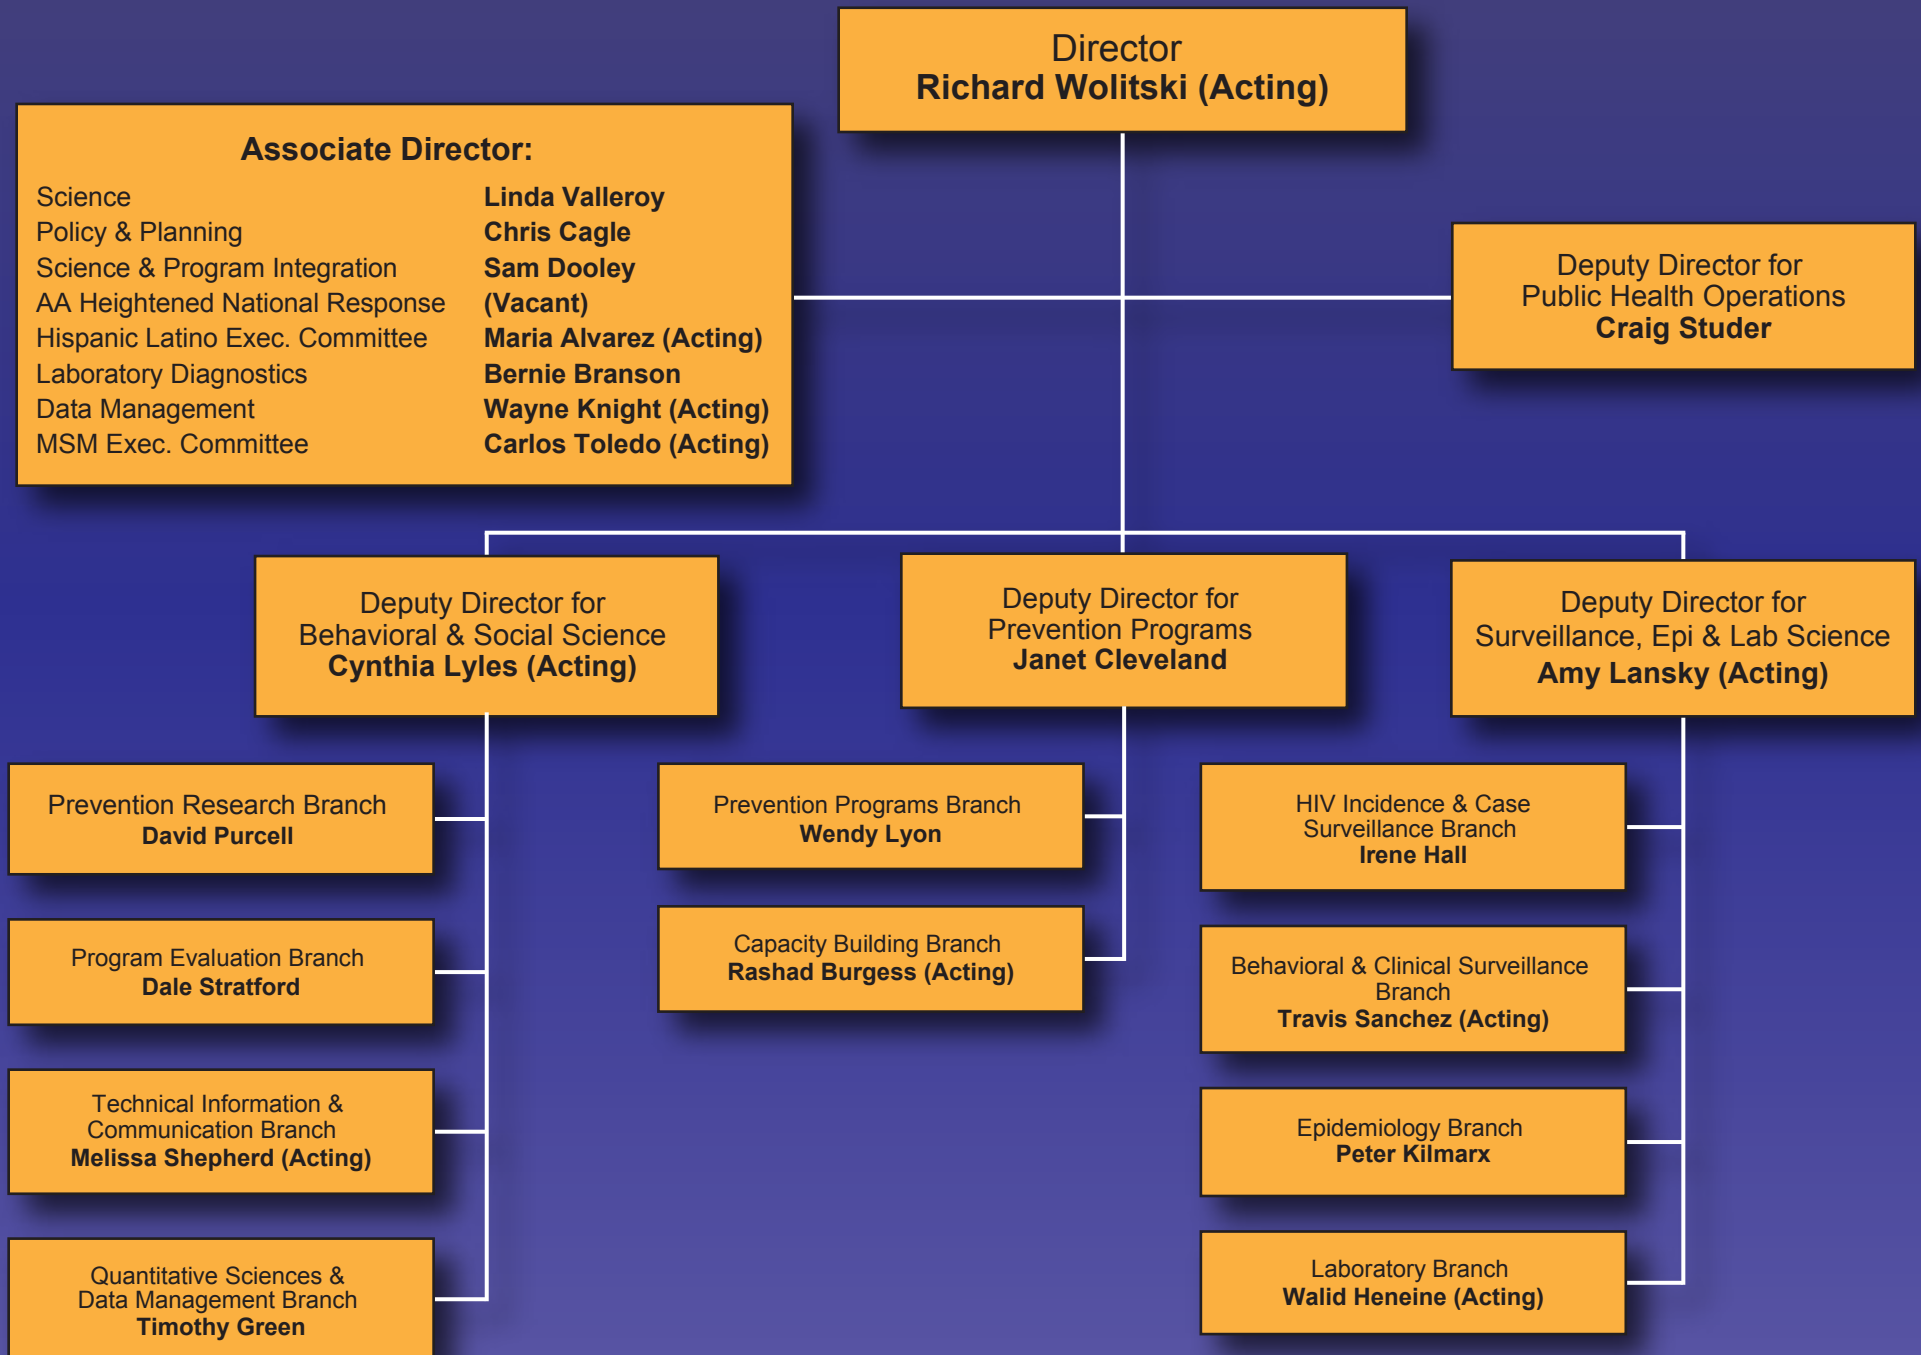 Director
Richard Wolitski (Acting)
Associate Director:
Science Linda Valleroy
Policy & Planning Chris Cagle
Science & Program Integration Sam Dooley
AA Heightened National Response (Vacant)
Hispanic Latino Exec. Committee Maria Alvarez (Acting)
Laboratory Diagnostics Bernie Branson
Data Management Wayne Knight (Acting)
MSM Exec. Committee Carlos Toledo (Acting)
Deputy Director for
Public Health Operations
Craig Studer
Deputy Director for
Behavioral & Social Science
Cynthia Lyles (Acting)
Deputy Director for
Prevention Programs
Janet Cleveland
Deputy Director for
Surveillance, Epi & Lab Science
Amy Lansky (Acting)
Prevention Research Branch
David Purcell
Program Evaluation Branch
Dale Stratford
Technical Information &
Communication Branch
Melissa Shepherd (Acting)
Quantitative Sciences &
Data Management Branch
Timothy Green
Prevention Programs Branch
Wendy Lyon
Capacity Building Branch
Rashad Burgess (Acting)
HIV Incidence & Case
Surveillance Branch
Irene Hall
Behavioral & Clinical Surveillance
Branch
Travis Sanchez (Acting)
Epidemiology Branch
Peter Kilmarx
Laboratory Branch
Walid Heneine (Acting)